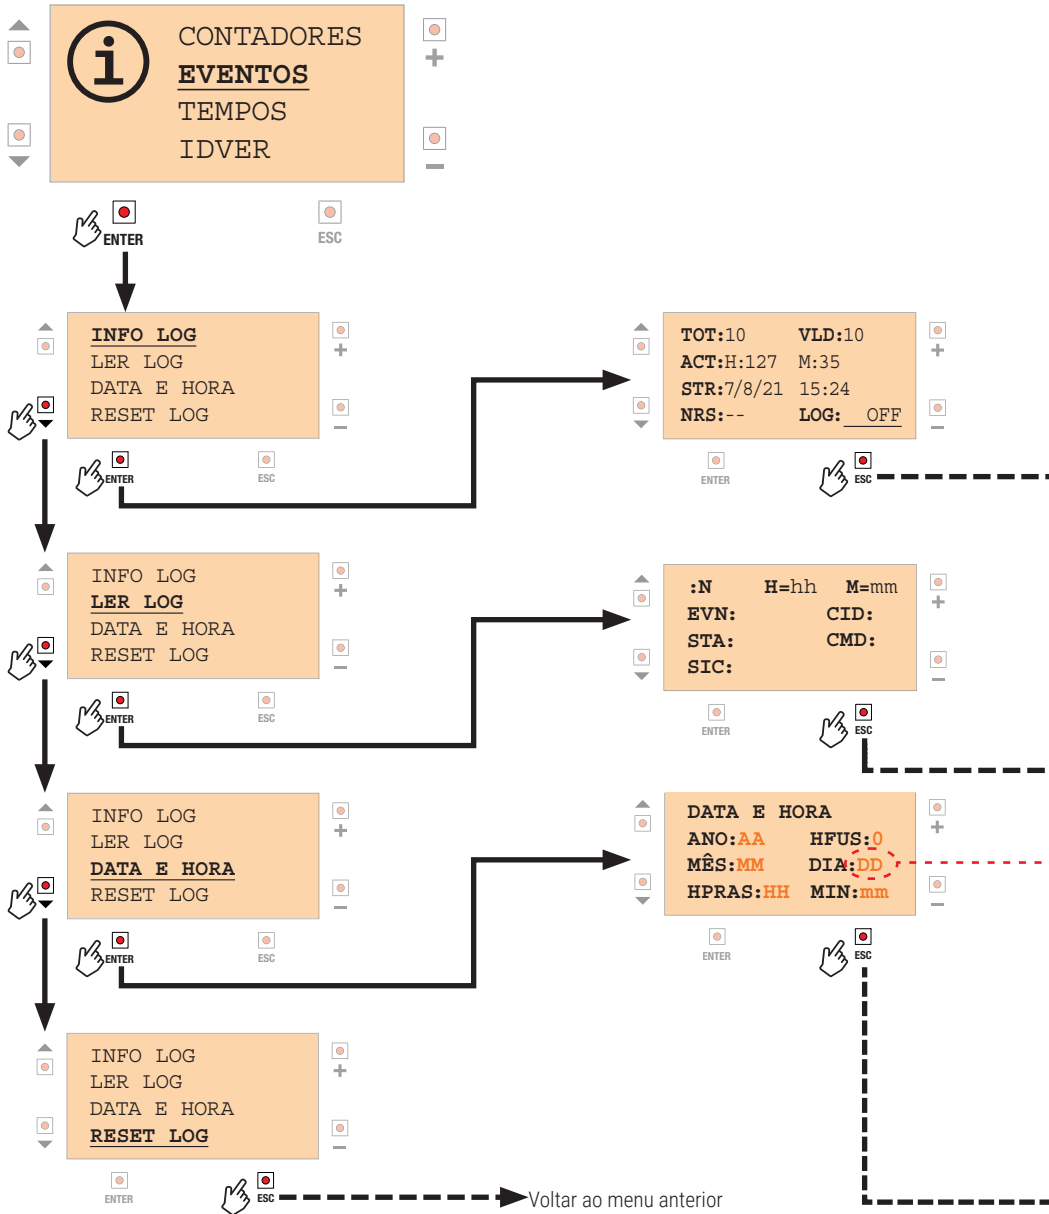 CONTADORES
EVENTOS
TEMPOS
IDVER
+
–
ENTER
ESC
INFO LOG
LER LOG
DATA E HORA
RESET LOG
+
–
ENTER
ESC
TOT:10 VLD:10
ACT:H:127 M:35
STR:7/8/21 15:24
NRS:-- LOG: OFF
+
–
ENTER
ESC
INFO LOG
LER LOG
DATA E HORA
RESET LOG
+
–
ENTER
ESC
:N H=hh M=mm
EVN: CID:
STA: CMD:
SIC:
+
–
ENTER
ESC
INFO LOG
LER LOG
DATA E HORA
RESET LOG
+
–
ENTER
ESC
DATA E HORA
ANO:AA HFUS:0
MÊS:MM DIA:DD
HPRAS:HH MIN:mm
+
–
ENTER
ESC
INFO LOG
LER LOG
DATA E HORA
RESET LOG
+
–
ENTER
ESC
Voltar ao menu anterior